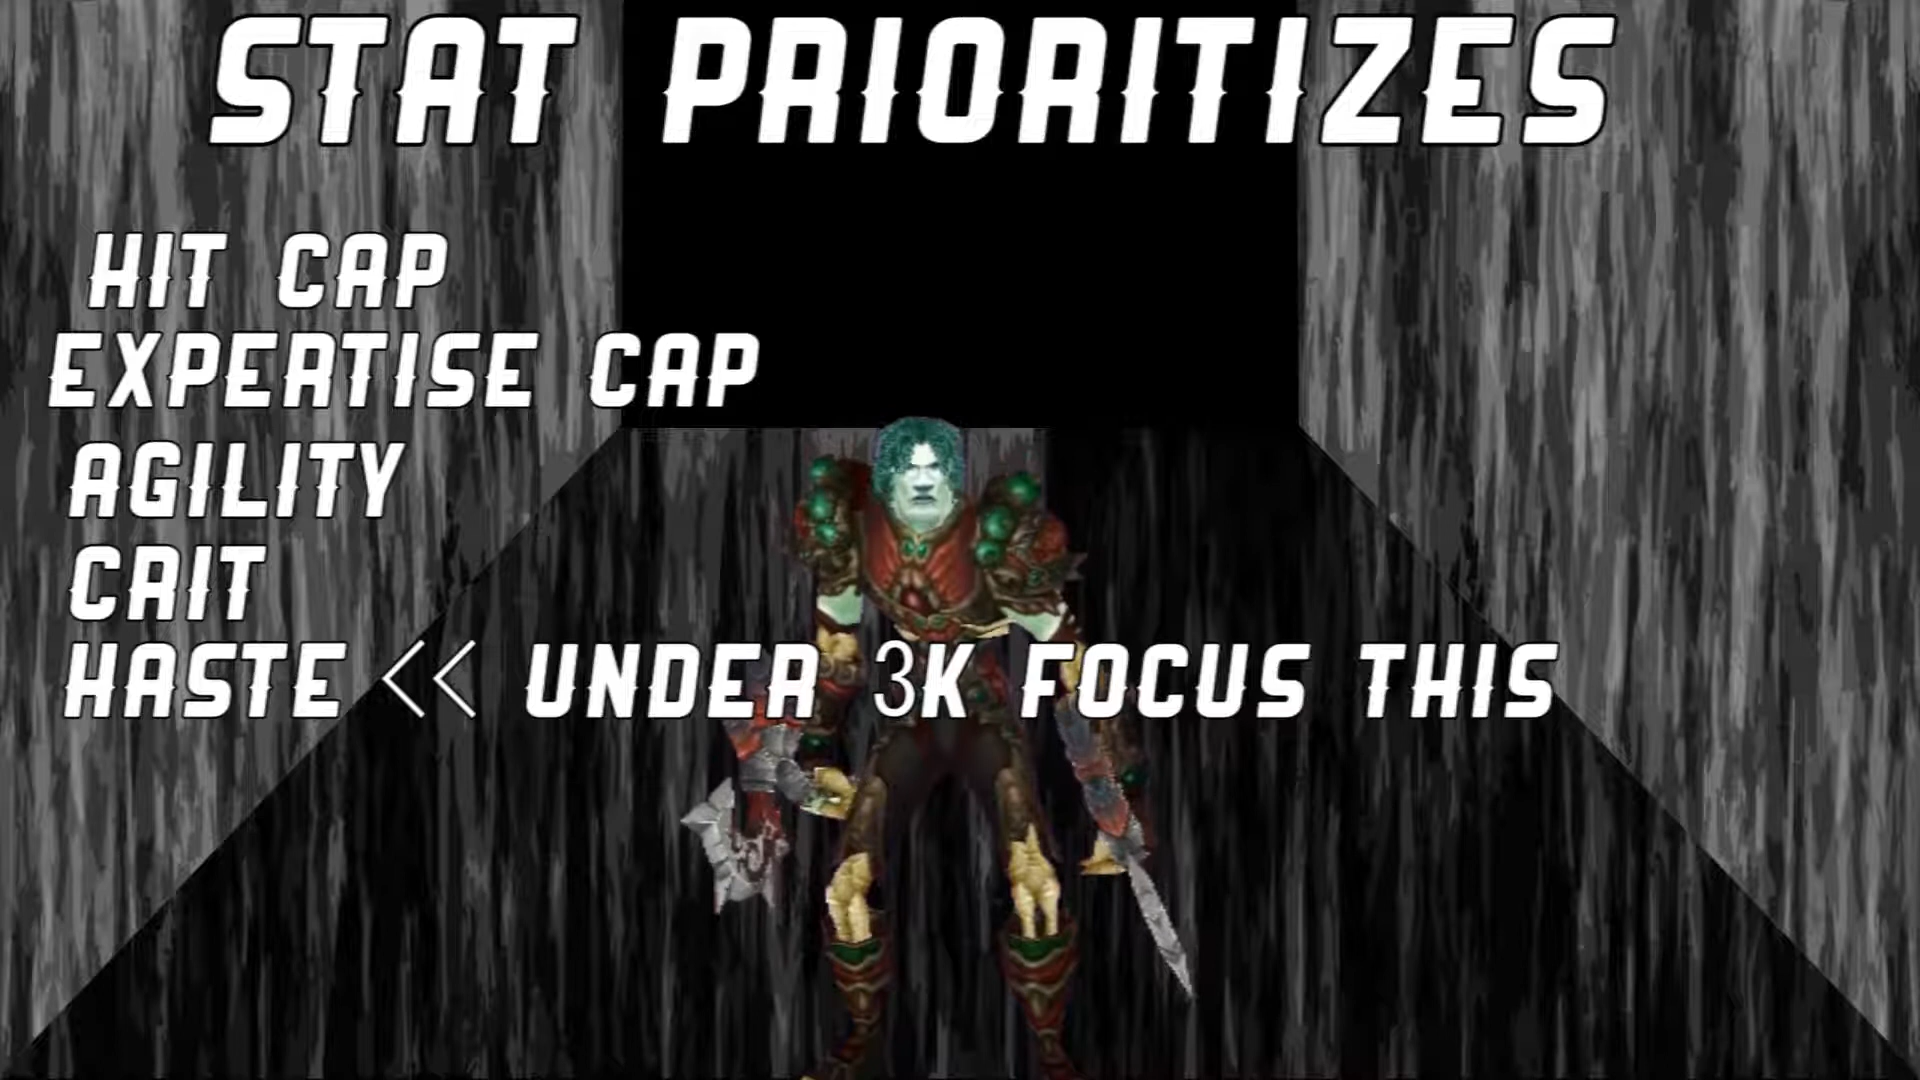 STAT PRIORITIZES
HIT CAP
EXPERTISE CAP
AGILITY
CRIT
HASTE << UNDER 3K FOCUS THIS